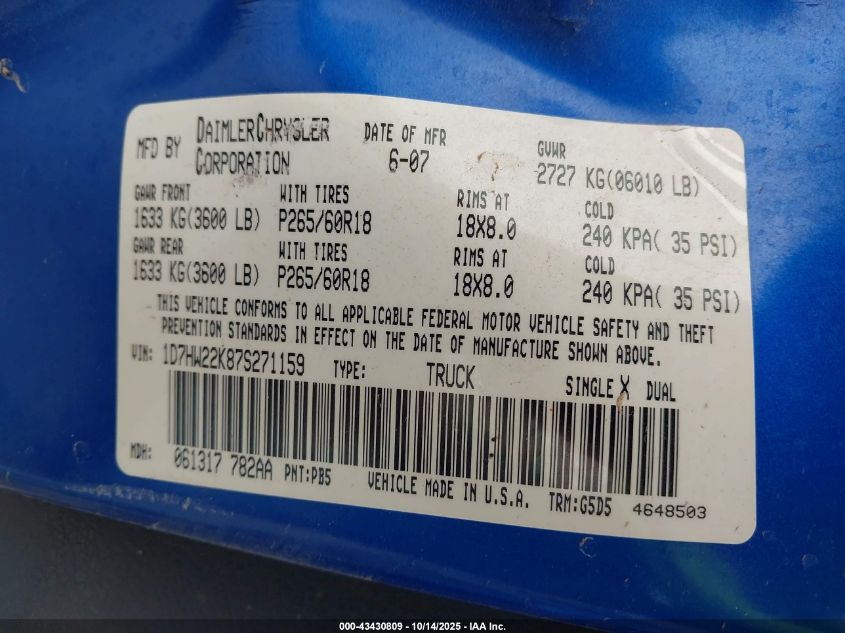 MFD BY DAIMLERCHRYSLER CORPORATION DATE OF MFR 6-07 GVWR 2727 KG(06010 LB)
GAWR FRONT WITH TIRES RIMS AT COLD
1633 KG(3600 LB) P265/60R18 18X8.0 240 KPA( 35 PSI)
GAWR REAR WITH TIRES RIMS AT COLD
1633 KG(3600 LB) P265/60R18 18X8.0 240 KPA( 35 PSI)
THIS VEHICLE CONFORMS TO ALL APPLICABLE FEDERAL MOTOR VEHICLE SAFETY AND THEFT
PREVENTION STANDARDS IN EFFECT ON THE DATE OF MANUFACTURE SHOWN ABOVE.
VIN: 1D7HW22K87S271159 TYPE: TRUCK SINGLE X DUAL
MDH: 061317 782AA PNT:PB5 VEHICLE MADE IN U.S.A. TRM:G5D5 4648503
000-43430809 - 10/14/2025 - IAA Inc.